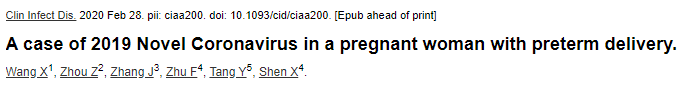 Clin Infect Dis. 2020 Feb 28. pii: ciaa200. doi: 10.1093/cid/ciaa200. [Epub ahead of print]
A case of 2019 Novel Coronavirus in a pregnant woman with preterm delivery.
Wang X1, Zhou Z2, Zhang J3, Zhu F4, Tang Y5, Shen X4.